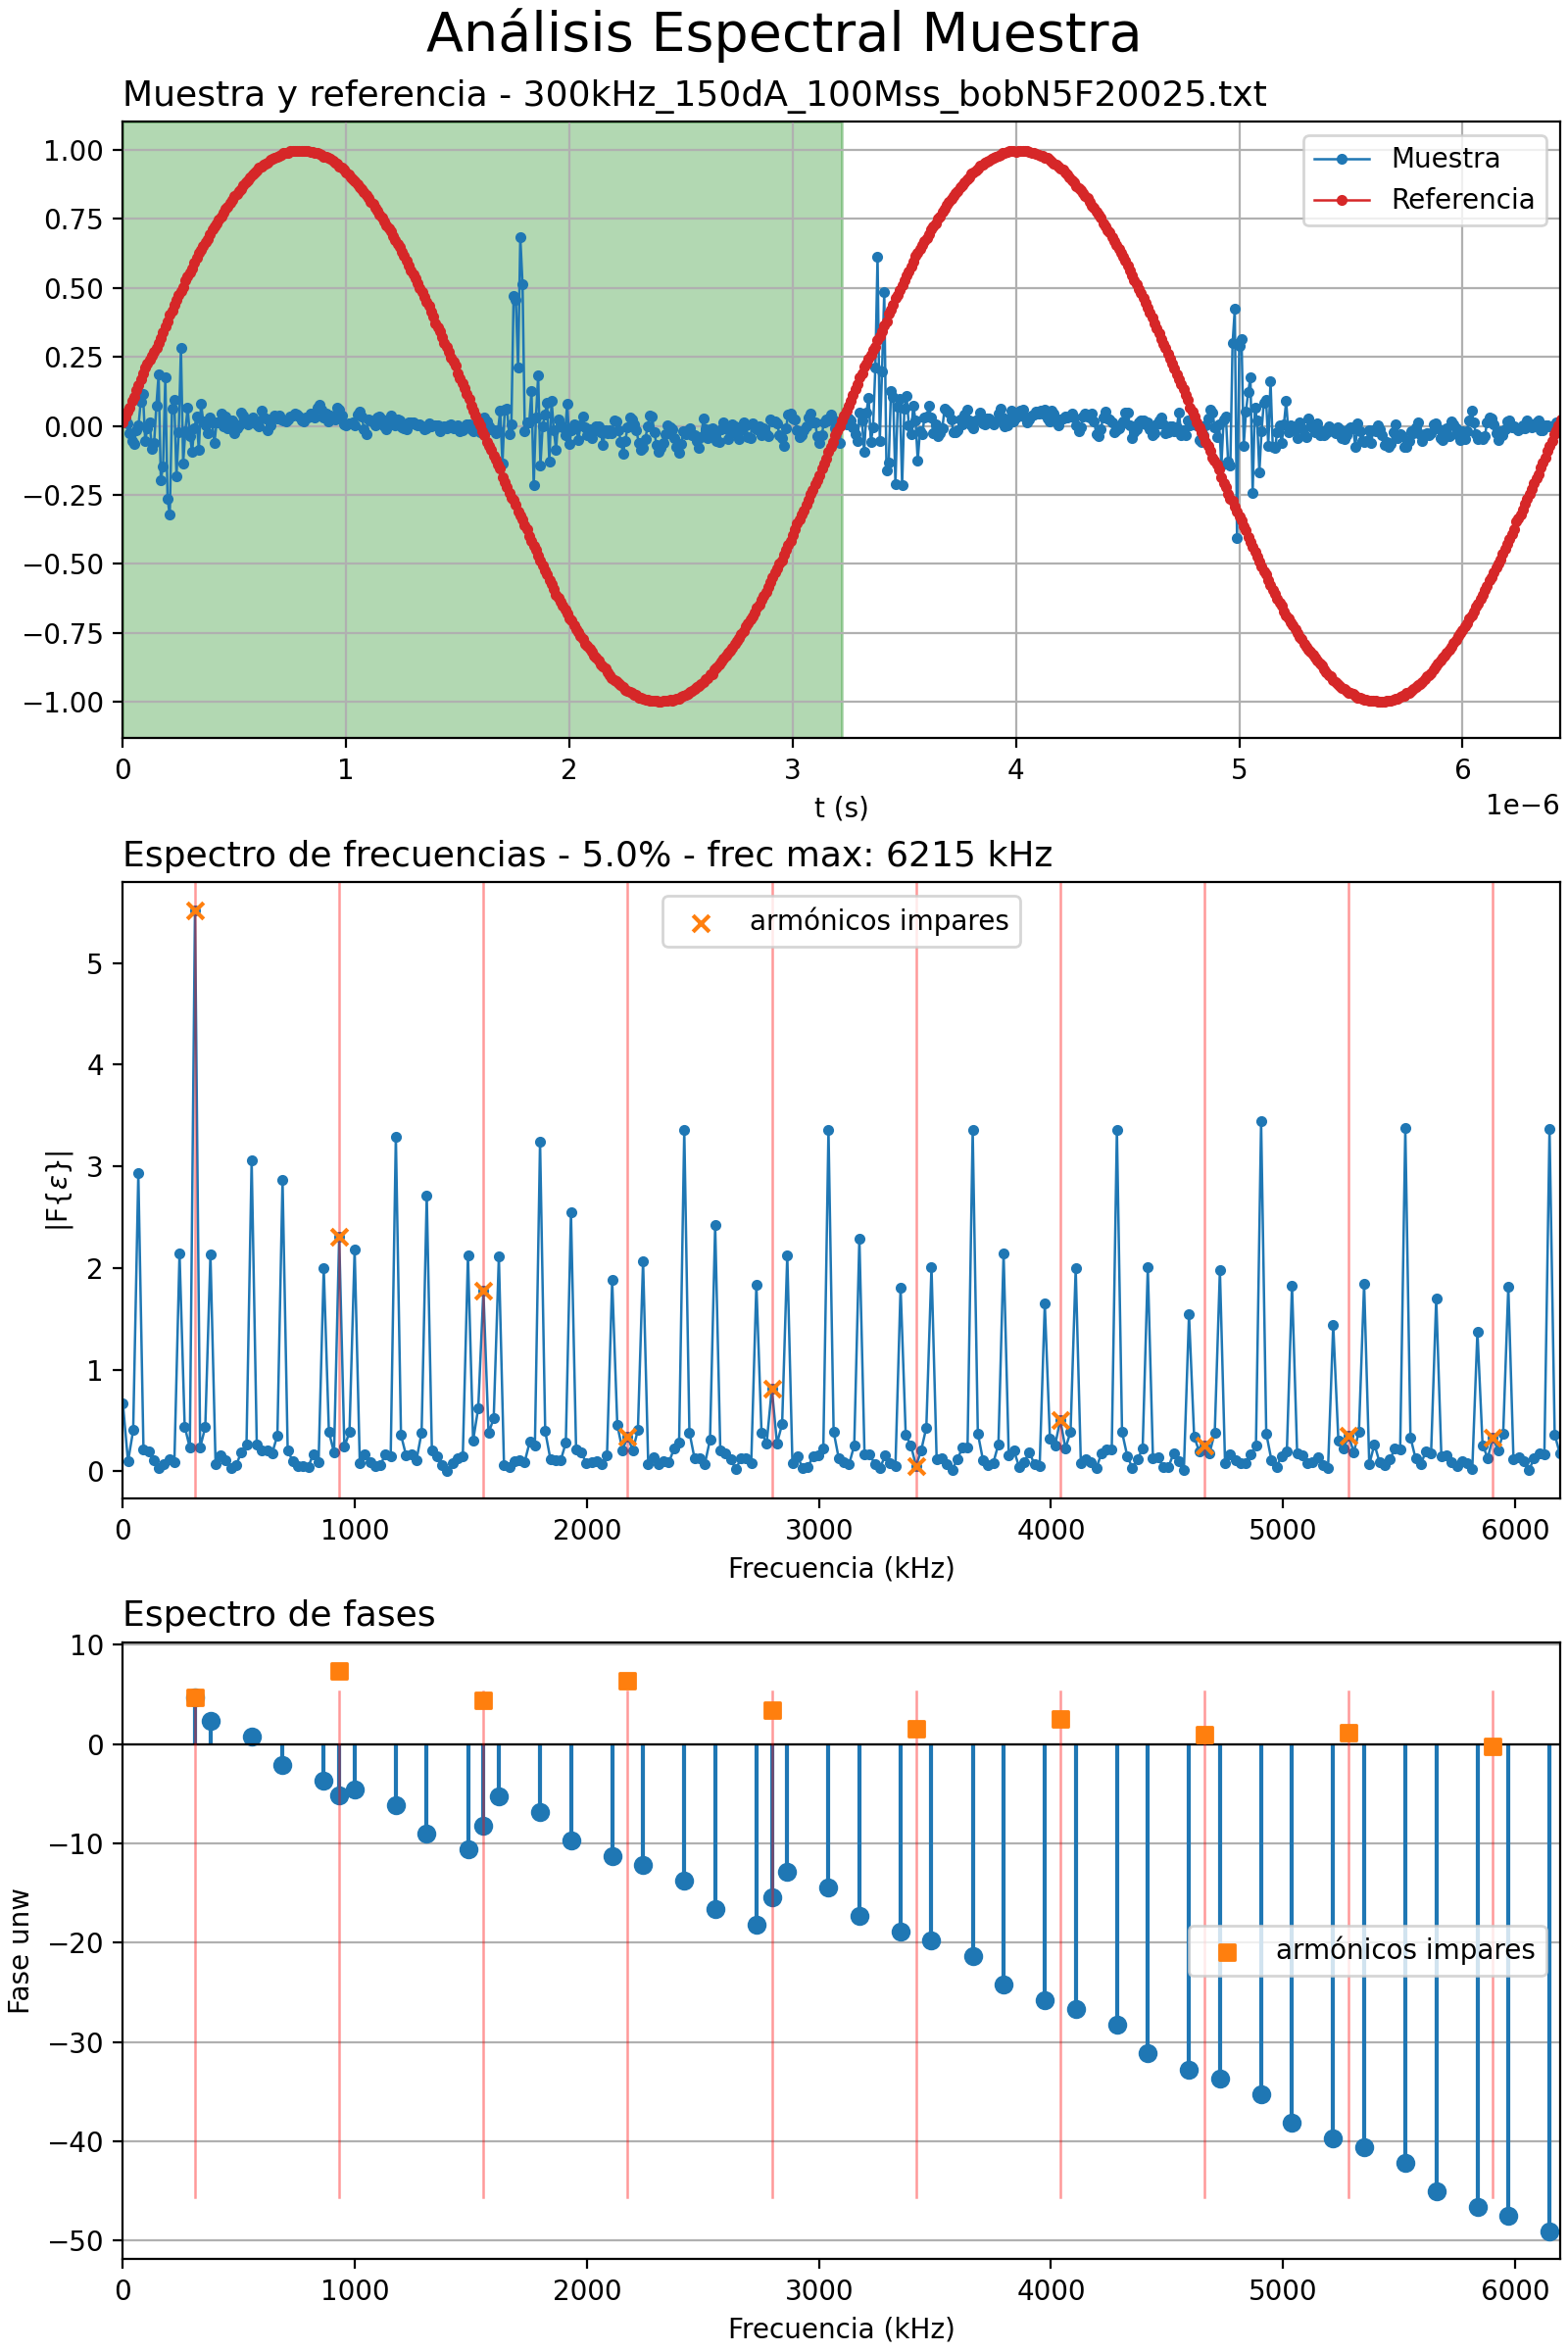 Análisis Espectral Muestra
Muestra y referencia - 300kHz_150dA_100Mss_bobN5F20025.txt
1.00
0.75
0.50
0.25
0.00
−0.25
−0.50
−0.75
−1.00
Muestra
Referencia
0 1 2 3 4 5 6
1e−6
t (s)
Espectro de frecuencias - 5.0% - frec max: 6215 kHz
armónicos impares
|F{ε}|
5
4
3
2
1
0
0 1000 2000 3000 4000 5000 6000
Frecuencia (kHz)
Espectro de fases
10
0
−10
−20
−30
−40
−50
Fase unw
armónicos impares
0 1000 2000 3000 4000 5000 6000
Frecuencia (kHz)